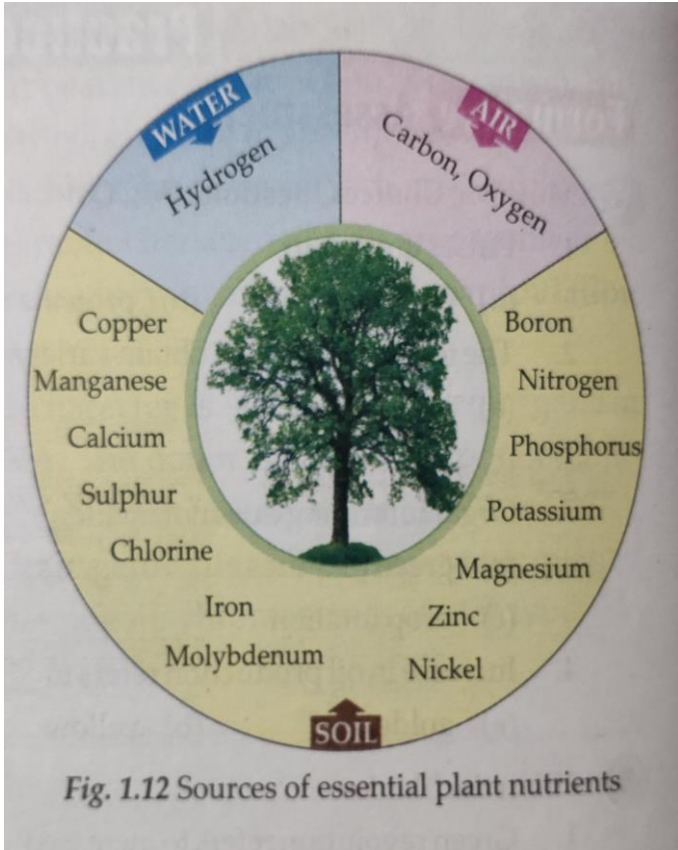 WATER
AIR
Hydrogen
Carbon, Oxygen
Copper
Manganese
Calcium
Sulphur
Chlorine
Iron
Molybdenum
Boron
Nitrogen
Phosphorus
Potassium
Magnesium
Zinc
Nickel
SOIL
Fig. 1.12 Sources of essential plant nutrients